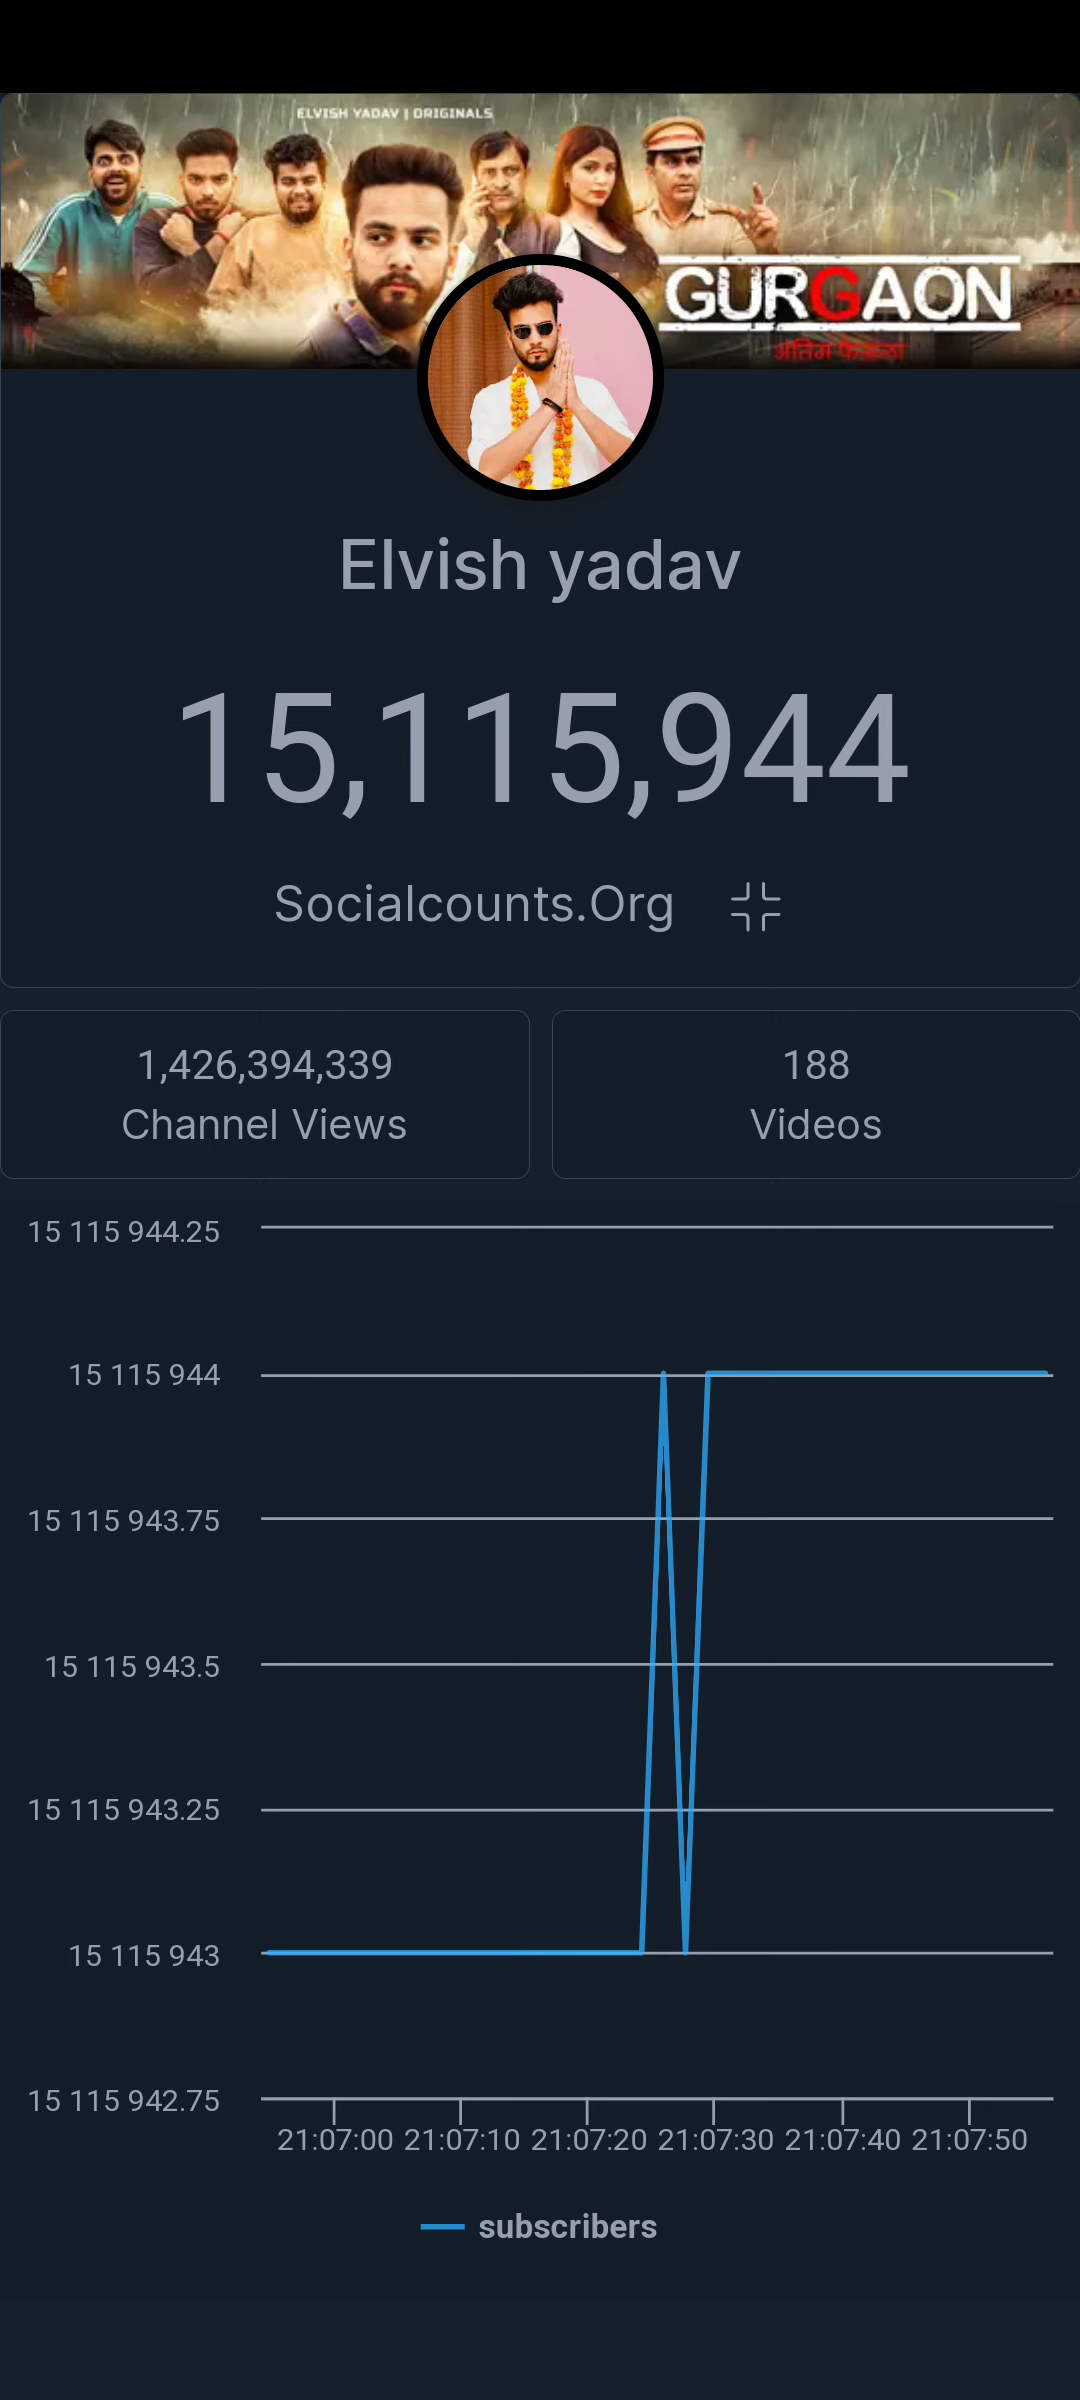 ELVISH YADAV | ORIGINALS
GURGAON
अंतिम फैसला
Elvish yadav
15,115,944
Socialcounts.Org
1,426,394,339
Channel Views
188
Videos
15 115 944.25
15 115 944
15 115 943.75
15 115 943.5
15 115 943.25
15 115 943
15 115 942.75
21:07:00 21:07:10 21:07:20 21:07:30 21:07:40 21:07:50
subscribers